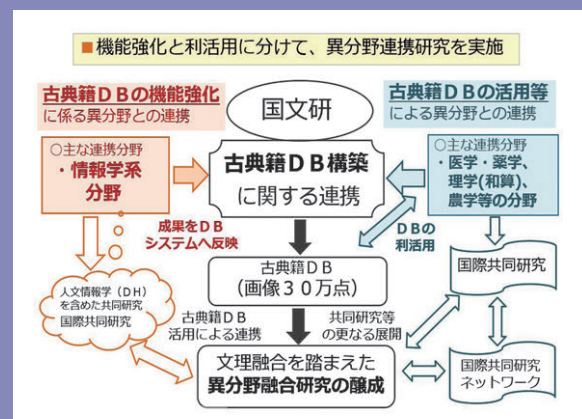 ■機能強化と利活用に分けて、異分野連携研究を実施
古典籍ＤＢの機能強化
に係る異分野との連携
国文研
古典籍ＤＢの活用等
による異分野との連携
○主な連携分野
・情報学系
分野
古典籍ＤＢ構築
に関する連携
○主な連携分野
・医学・薬学、
理学(和算)、
農学等の分野
成果をＤＢ
システムへ反映
ＤＢの
利活用
人文情報学（ＤＨ）
を含めた共同研究
国際共同研究
古典籍ＤＢ
(画像３０万点)
国際共同研究
古典籍ＤＢ
活用による連携
共同研究等
の更なる展開
文理融合を踏まえた
異分野融合研究の醸成
国際共同研究
ネットワーク